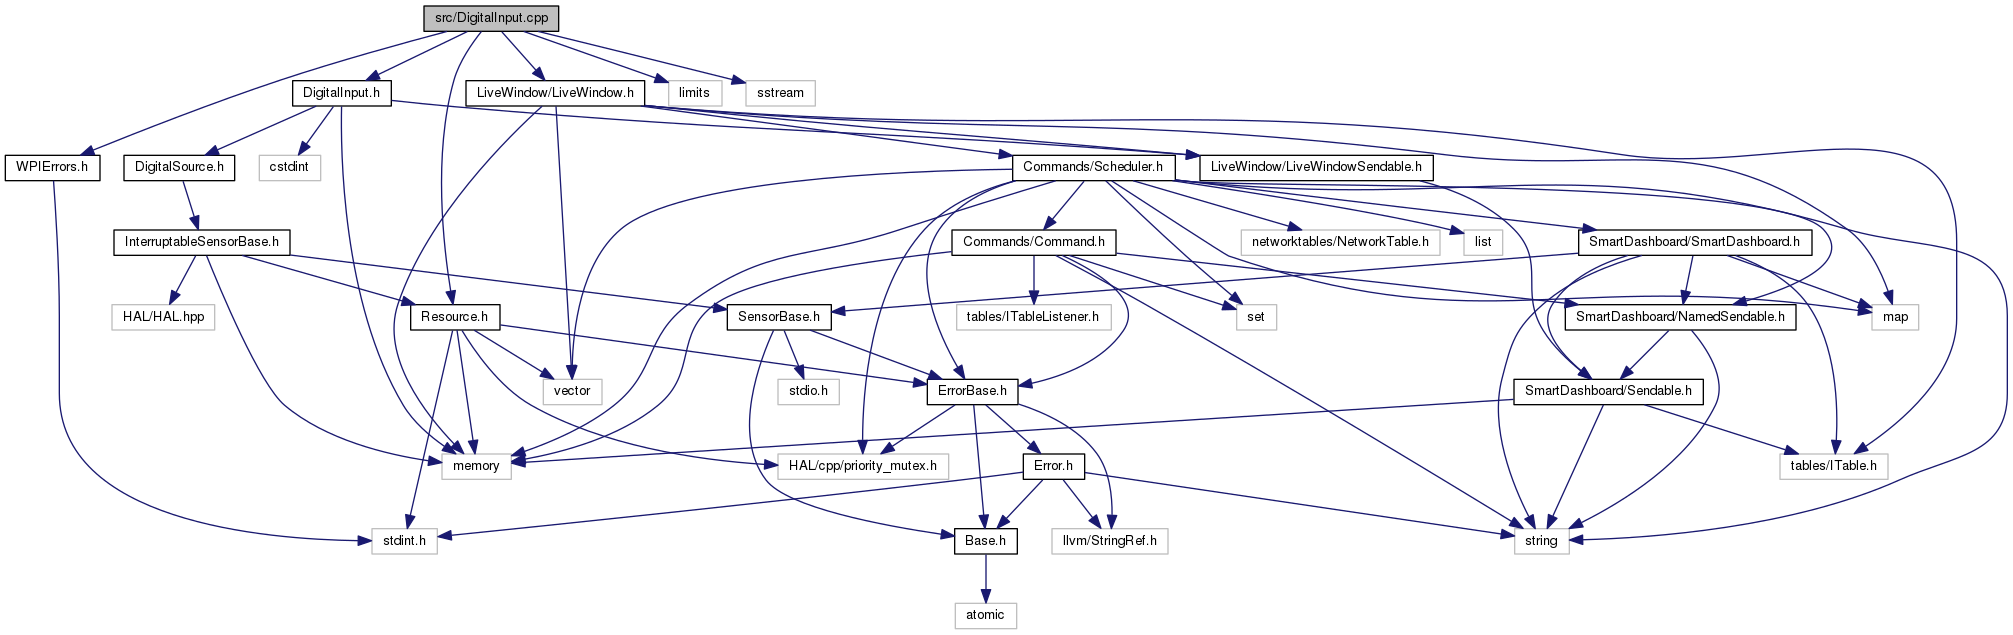 src/DigitalInput.cpp
DigitalInput.h
LiveWindow/LiveWindow.h
limits
sstream
WPIErrors.h
DigitalSource.h
cstdint
Commands/Scheduler.h
LiveWindow/LiveWindowSendable.h
InterruptableSensorBase.h
Commands/Command.h
networktables/NetworkTable.h
list
SmartDashboard/SmartDashboard.h
HAL/HAL.hpp
Resource.h
SensorBase.h
tables/ITableListener.h
set
SmartDashboard/NamedSendable.h
map
vector
stdio.h
ErrorBase.h
SmartDashboard/Sendable.h
memory
HAL/cpp/priority_mutex.h
Error.h
tables/ITable.h
stdint.h
Base.h
llvm/StringRef.h
string
atomic